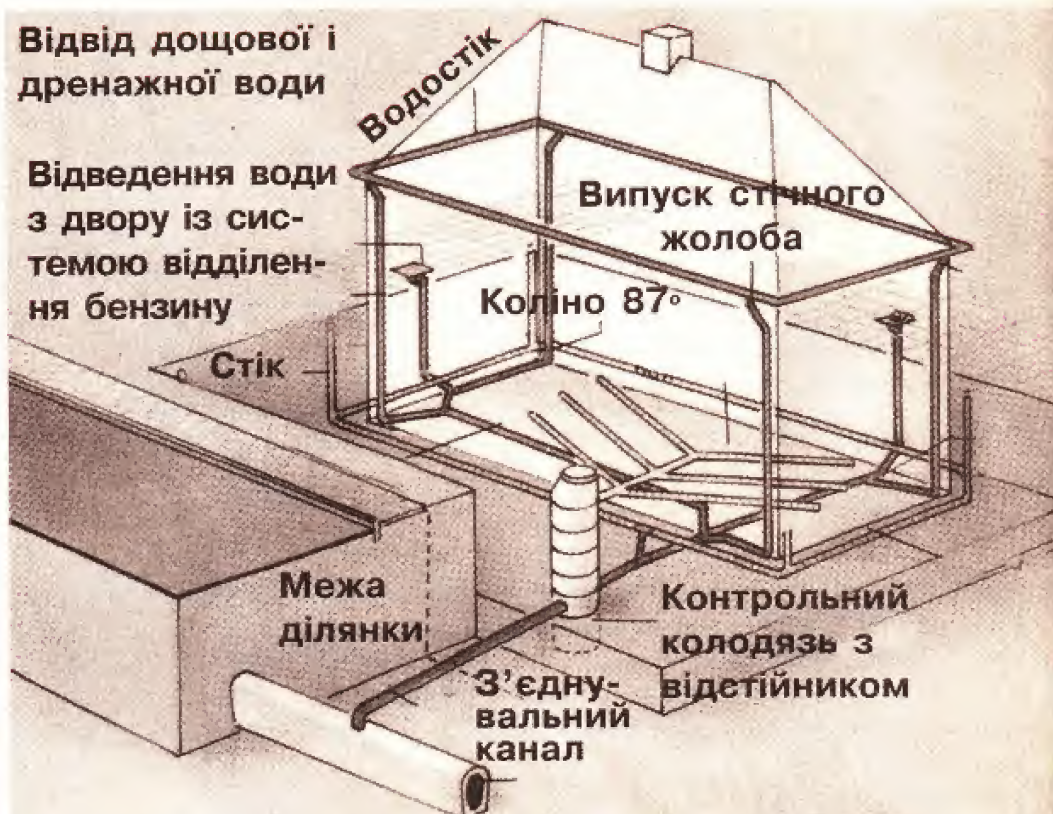 Відвід дощової і
дренажної води
Водостік
Відведення води
з двору із сис-
темою відділен-
ня бензину
Випуск стічного
жолоба
Коліно 87°
Стік
Межа
ділянки
Контрольний
колодязь з
відстійником
З’єдну-
вальний
канал